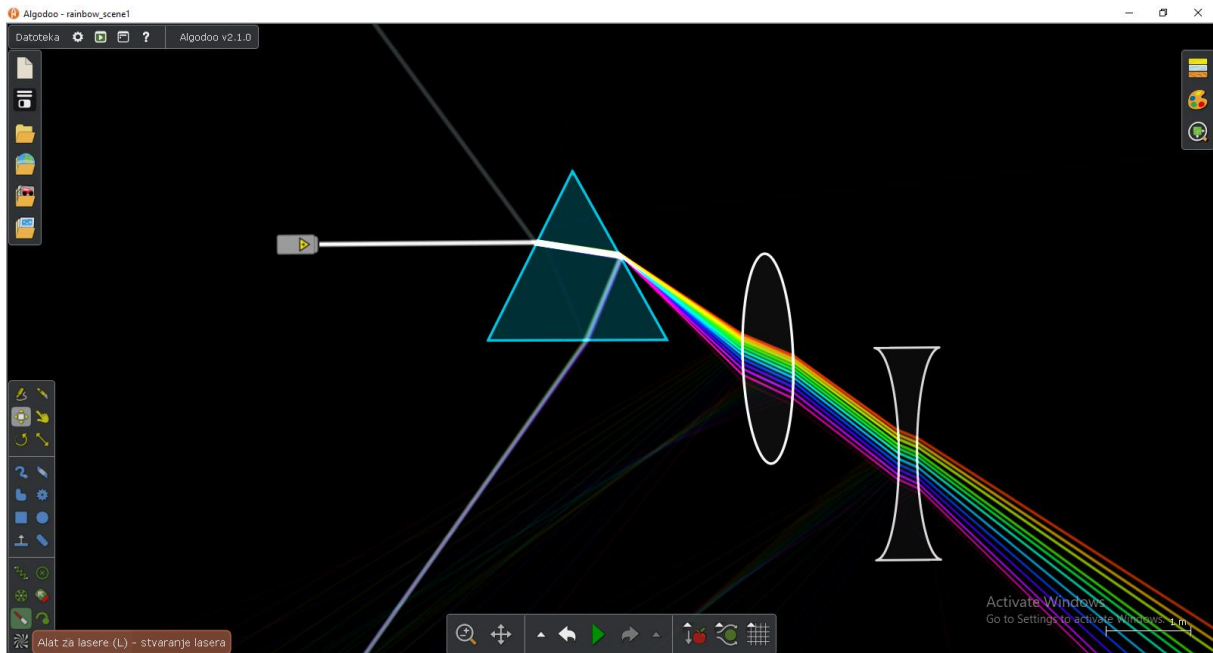 Algodoo - rainbow_scene1
Datoteka ? Algodoo v2.1.0
Activate Windows
Go to Settings to activate Windows.
1 m
Alat za lasere (L) - stvaranje lasera